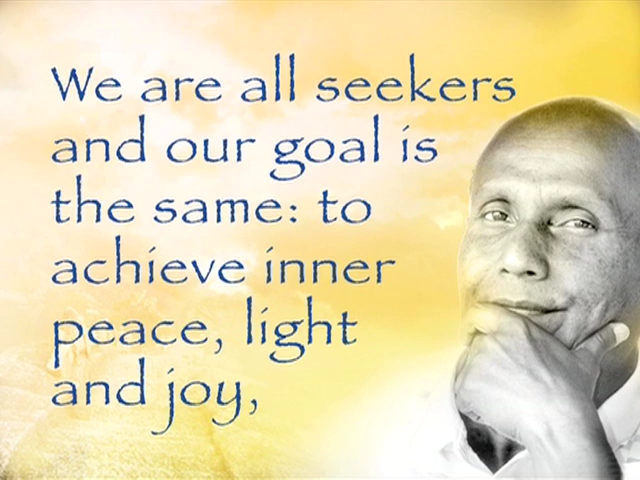 We are all seekers
and our goal is
the same: to
achieve inner
peace, light
and joy,